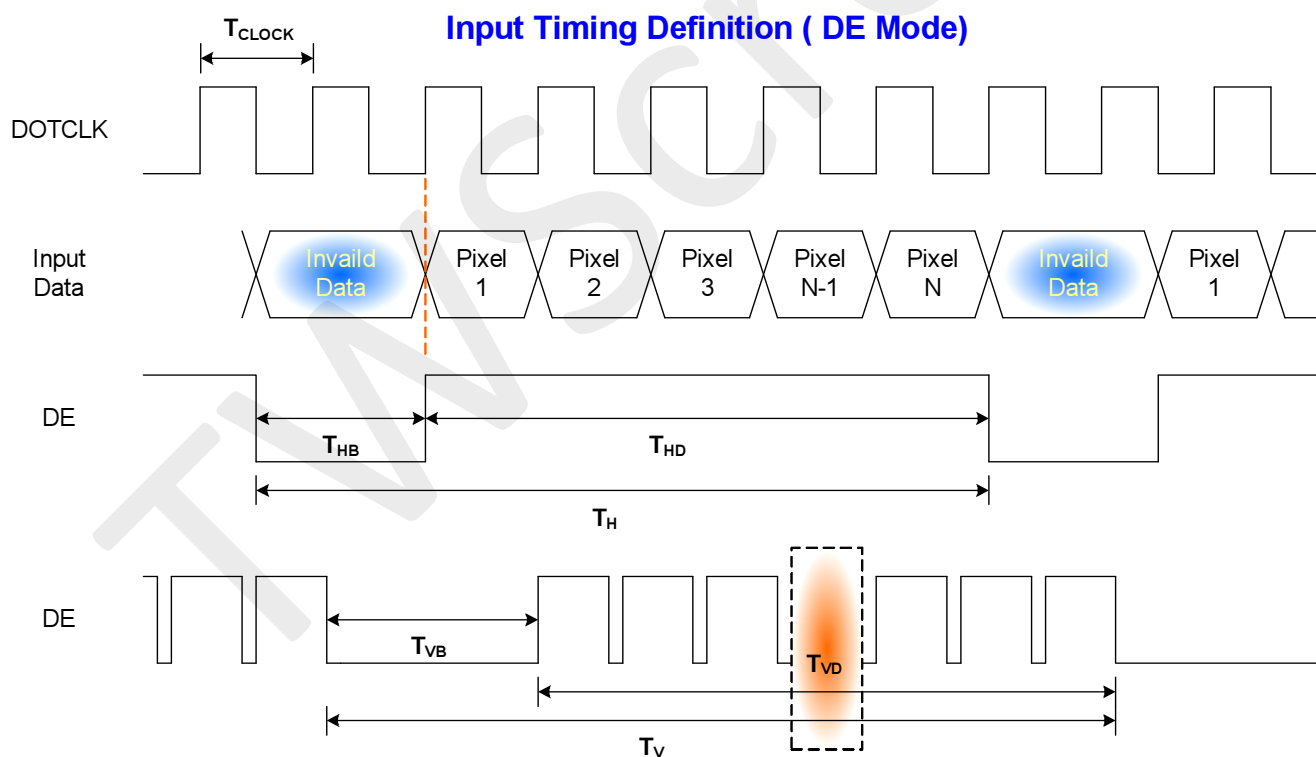 Input Timing Definition ( DE Mode)
TCLOCK
DOTCLK
Input
Data
Invaild
Data
Pixel
1
Pixel
2
Pixel
3
Pixel
N-1
Pixel
N
Invaild
Data
Pixel
1
DE
THB
THD
TH
DE
TVB
TVD
TV
TWScr